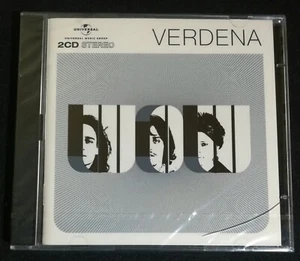 UNIVERSAL
UNIVERSAL MUSIC GROUP
2CD STEREO
VERDENA
WOW